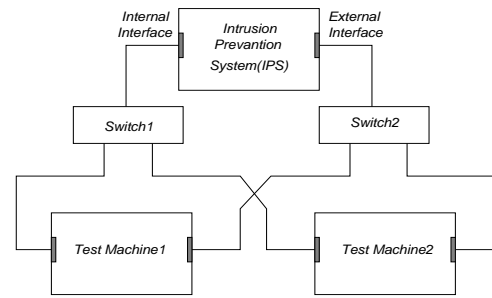 Internal
Interface
Intrusion
Prevantion
System(IPS)
External
Interface
Switch1
Switch2
Test Machine1
Test Machine2